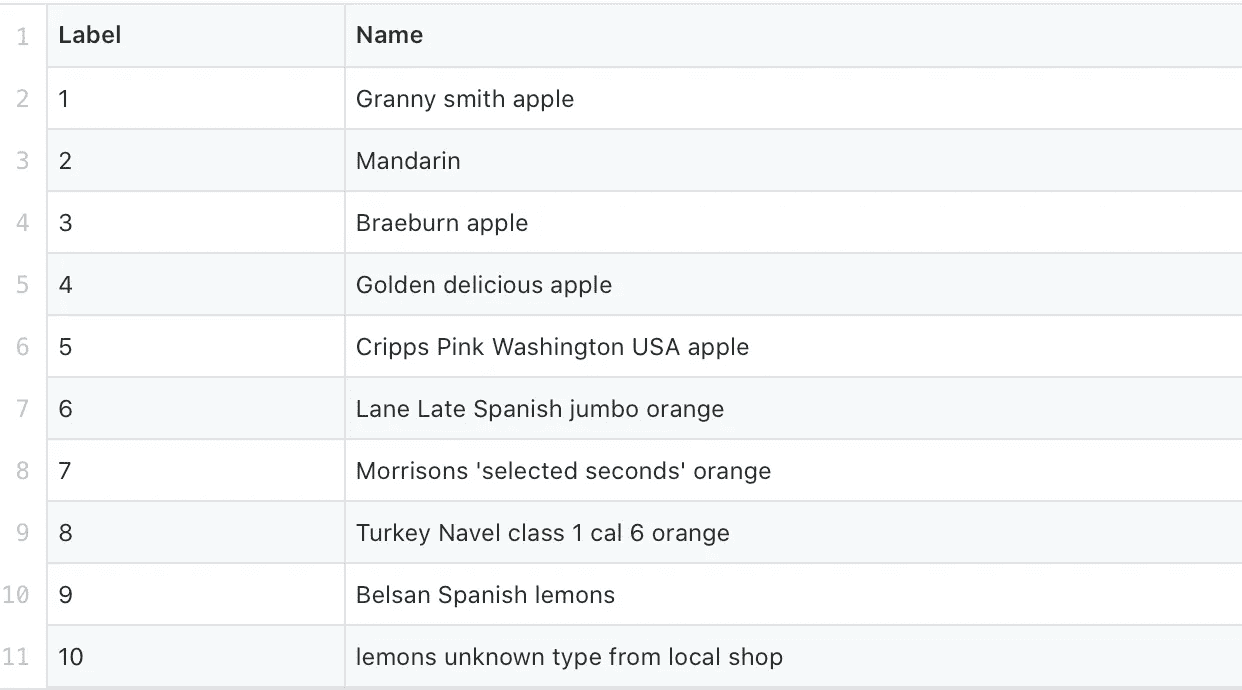 1 Label Name
2 1 Granny smith apple
3 2 Mandarin
4 3 Braeburn apple
5 4 Golden delicious apple
6 5 Cripps Pink Washington USA apple
7 6 Lane Late Spanish jumbo orange
8 7 Morrisons 'selected seconds' orange
9 8 Turkey Navel class 1 cal 6 orange
10 9 Belsan Spanish lemons
11 10 lemons unknown type from local shop